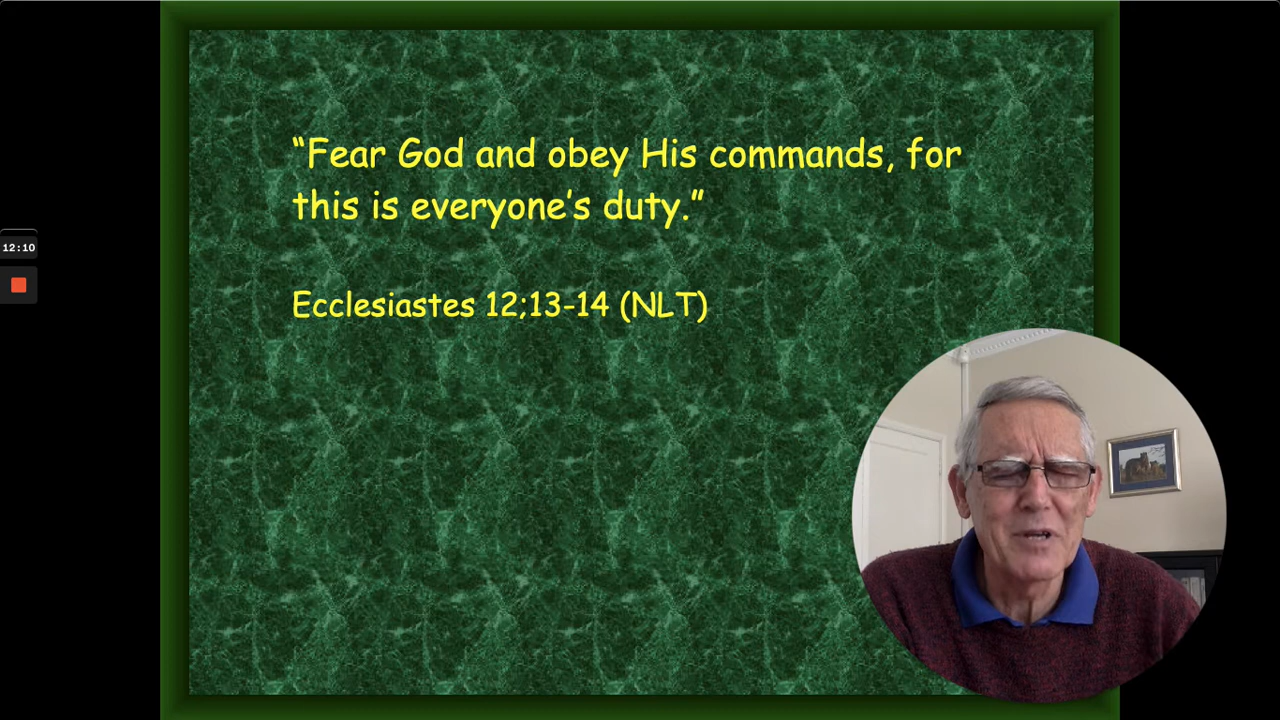 “Fear God and obey His commands, for
this is everyone’s duty.”
Ecclesiastes 12;13-14 (NLT)
12:10